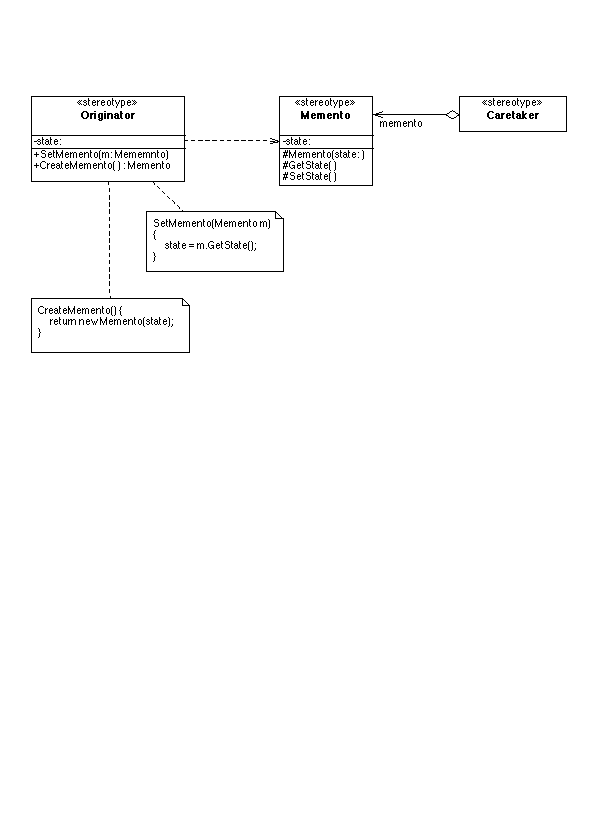 «stereotype»
Originator
-state:
+SetMemento(m: Mememnto)
+CreateMemento( ) : Memento
«stereotype»
Memento
-state:
#Memento(state: )
#GetState( )
#SetState( )
memento
«stereotype»
Caretaker
SetMemento(Memento m)
{
state = m.GetState();
}
CreateMemento() {
return new Memento(state);
}